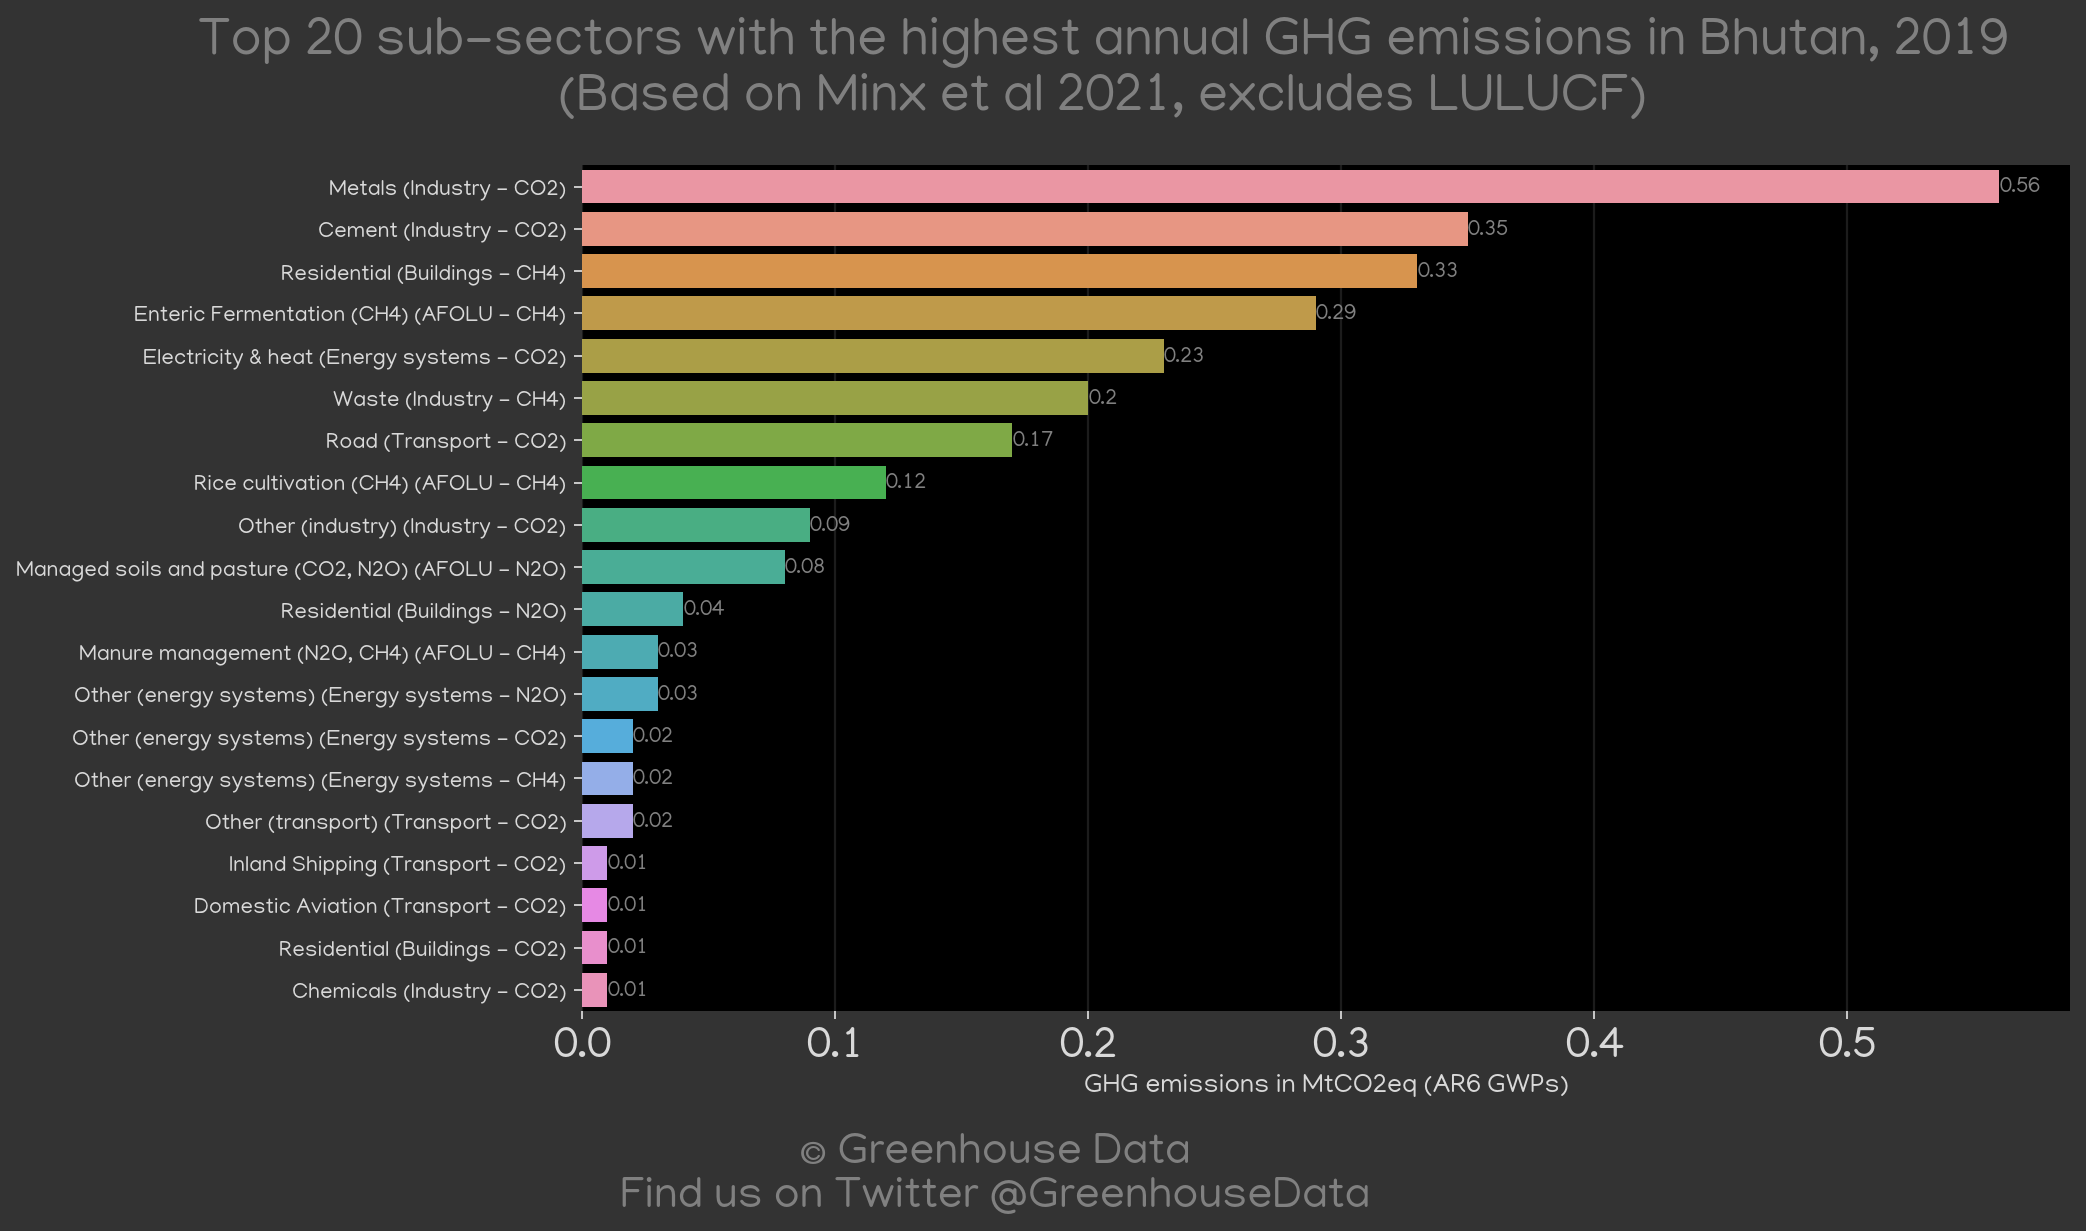 Top 20 sub-sectors with the highest annual GHG emissions in Bhutan, 2019
(Based on Minx et al 2021, excludes LULUCF)
Metals (Industry - CO2) 0.56
Cement (Industry - CO2) 0.35
Residential (Buildings - CH4) 0.33
Enteric Fermentation (CH4) (AFOLU - CH4) 0.29
Electricity & heat (Energy systems - CO2) 0.23
Waste (Industry - CH4) 0.2
Road (Transport - CO2) 0.17
Rice cultivation (CH4) (AFOLU - CH4) 0.12
Other (industry) (Industry - CO2) 0.09
Managed soils and pasture (CO2, N2O) (AFOLU - N2O) 0.08
Residential (Buildings - N2O) 0.04
Manure management (N2O, CH4) (AFOLU - CH4) 0.03
Other (energy systems) (Energy systems - N2O) 0.03
Other (energy systems) (Energy systems - CO2) 0.02
Other (energy systems) (Energy systems - CH4) 0.02
Other (transport) (Transport - CO2) 0.02
Inland Shipping (Transport - CO2) 0.01
Domestic Aviation (Transport - CO2) 0.01
Residential (Buildings - CO2) 0.01
Chemicals (Industry - CO2) 0.01
0.0 0.1 0.2 0.3 0.4 0.5
GHG emissions in MtCO2eq (AR6 GWPs)
© Greenhouse Data
Find us on Twitter @GreenhouseData